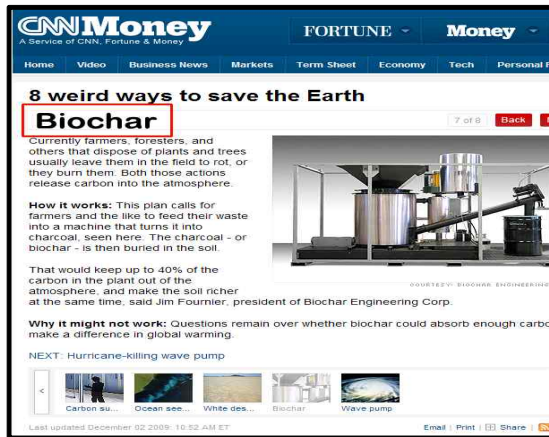 CNNMoney
A Service of CNN, Fortune & Money
FORTUNE
Money
Home Video Business News Markets Term Sheet Economy Tech Personal F
8 weird ways to save the Earth
Biochar
7 of 8 Back
Currently farmers, foresters, and
others that dispose of plants and trees
usually leave them in the field to rot, or
they burn them. Both those actions
release carbon into the atmosphere.
How it works: This plan calls for
farmers and the like to feed their waste
into a machine that turns it into
charcoal, seen here. The charcoal - or
biochar - is then buried in the soil.
COURTESY: BIOCHAR ENGINEERING
That would keep up to 40% of the
carbon in the plant out of the
atmosphere, and make the soil richer
at the same time, said Jim Fournier, president of Biochar Engineering Corp.
Why it might not work: Questions remain over whether biochar could absorb enough carbo
make a difference in global warming.
NEXT: Hurricane-killing wave pump
<
Carbon su... Ocean see... White des... Biochar Wave pump
Last updated December 02 2009: 10:52 AM ET
Email | Print | Share |